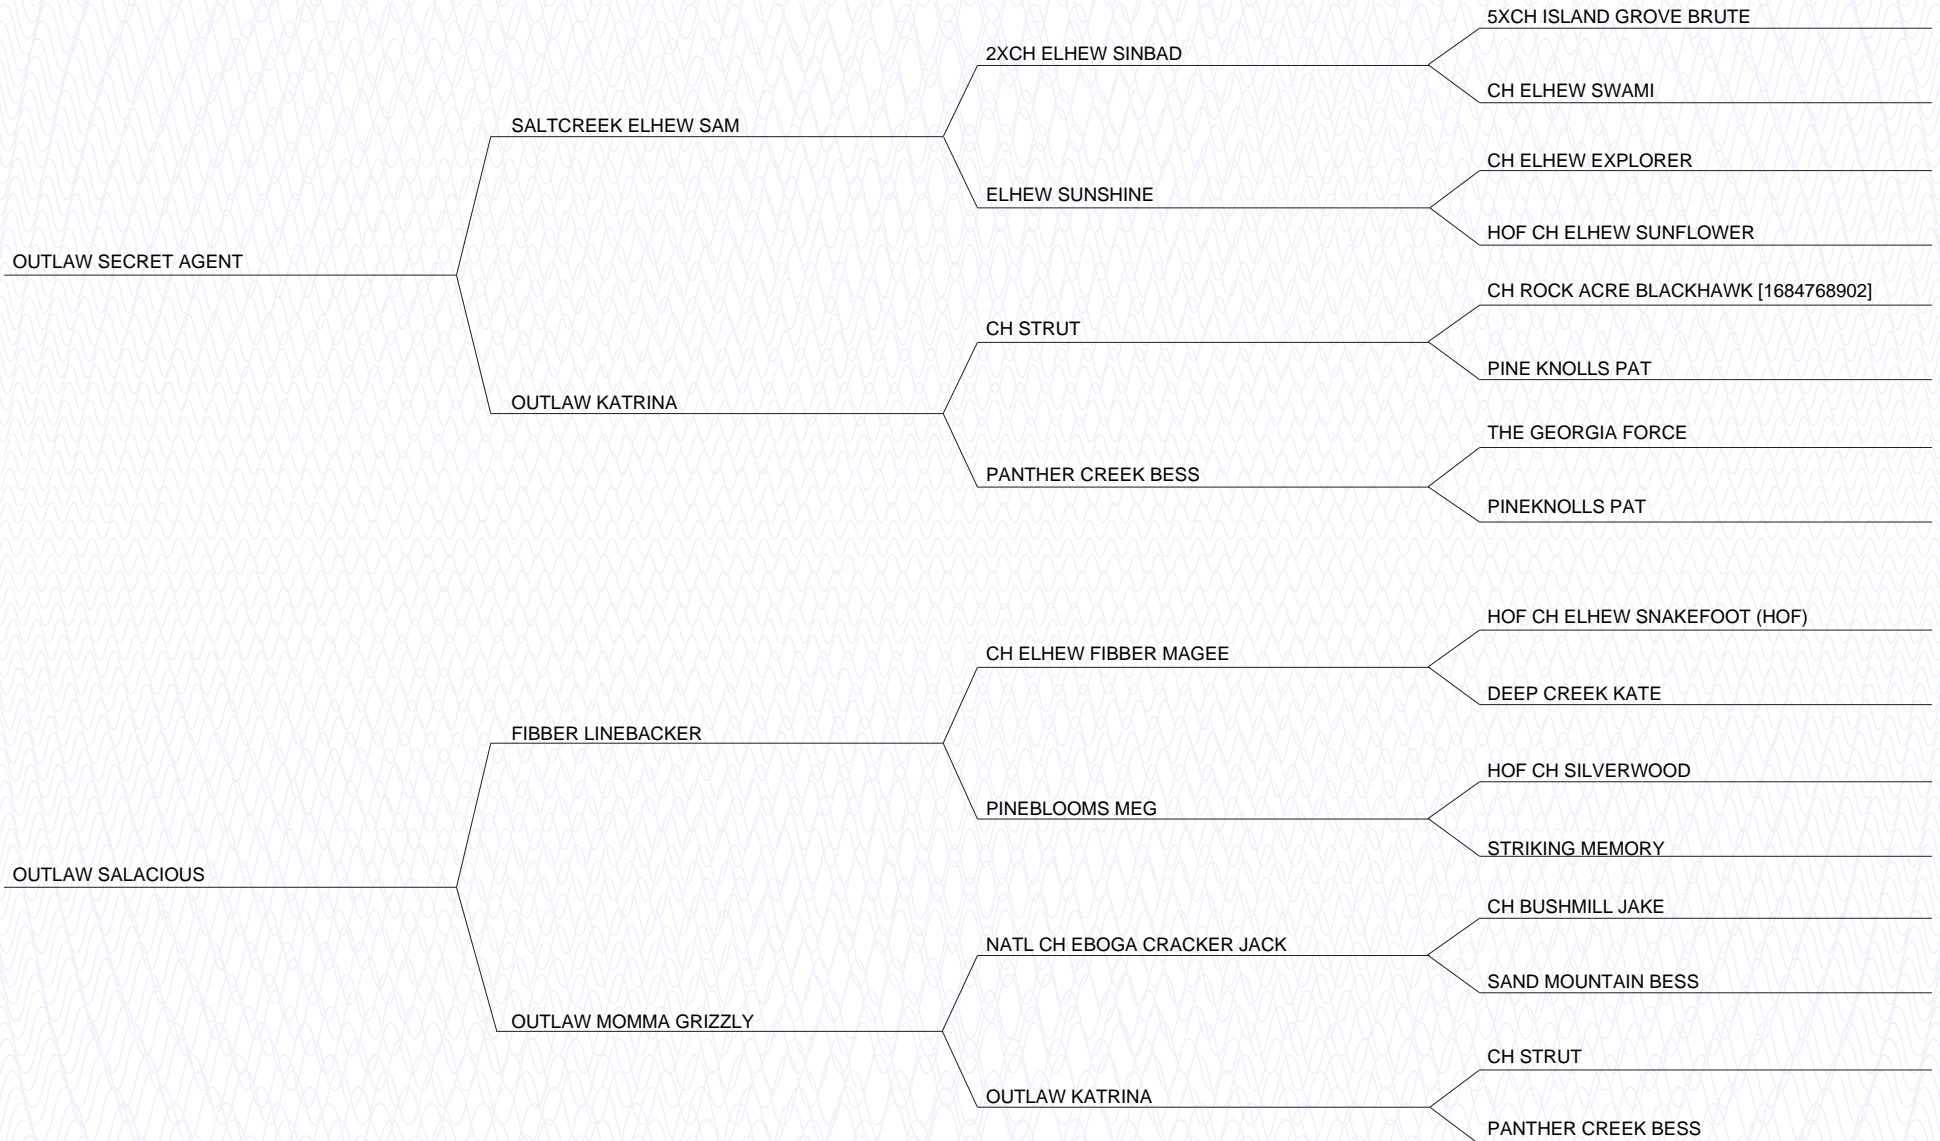 5XCH ISLAND GROVE BRUTE
2XCH ELHEW SINBAD
CH ELHEW SWAMI
SALTCREEK ELHEW SAM
CH ELHEW EXPLORER
ELHEW SUNSHINE
HOF CH ELHEW SUNFLOWER
OUTLAW SECRET AGENT
CH ROCK ACRE BLACKHAWK [1684768902]
CH STRUT
PINE KNOLLS PAT
OUTLAW KATRINA
THE GEORGIA FORCE
PANTHER CREEK BESS
PINEKNOLLS PAT
HOF CH ELHEW SNAKEFOOT (HOF)
CH ELHEW FIBBER MAGEE
DEEP CREEK KATE
FIBBER LINEBACKER
HOF CH SILVERWOOD
PINEBLOOMS MEG
STRIKING MEMORY
OUTLAW SALACIOUS
CH BUSHMILL JAKE
NATL CH EBOGA CRACKER JACK
SAND MOUNTAIN BESS
OUTLAW MOMMA GRIZZLY
CH STRUT
OUTLAW KATRINA
PANTHER CREEK BESS